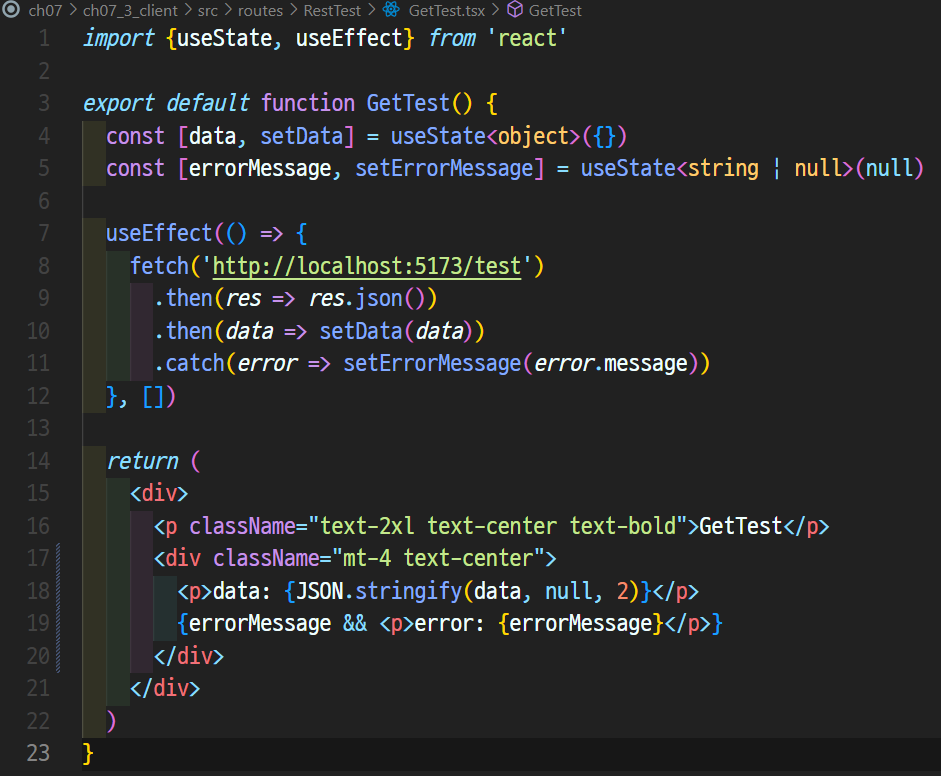 ch07 > ch07_3_client > src > routes > RestTest > GetTest.tsx > GetTest
1 import {useState, useEffect} from 'react'
2
3 export default function GetTest() {
4   const [data, setData] = useState<object>({})
5   const [errorMessage, setErrorMessage] = useState<string | null>(null)
6
7   useEffect(() => {
8     fetch('http://localhost:5173/test')
9       .then(res => res.json())
10       .then(data => setData(data))
11       .catch(error => setErrorMessage(error.message))
12   }, [])
13
14   return (
15     <div>
16       <p className="text-2xl text-center text-bold">GetTest</p>
17       <div className="mt-4 text-center">
18         <p>data: {JSON.stringify(data, null, 2)}</p>
19         {errorMessage && <p>error: {errorMessage}</p>}
20       </div>
21     </div>
22   )
23 }